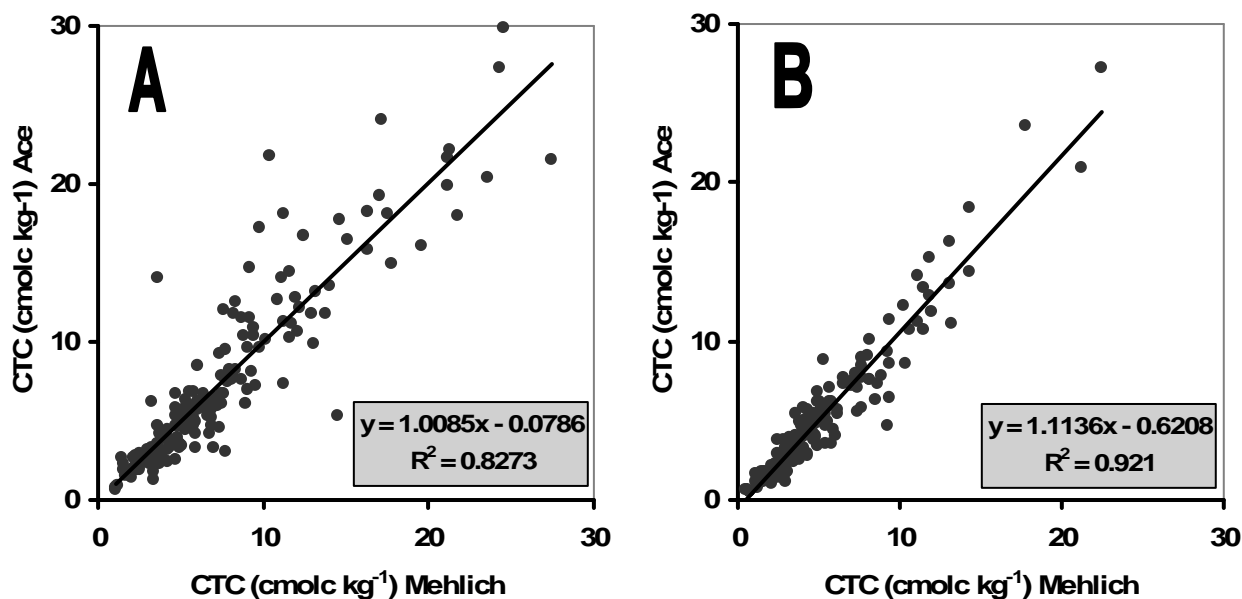 A
CTC (cmolc kg-1) Ace
30
20
10
0
0 10 20 30
y = 1.0085x - 0.0786
R² = 0.8273
CTC (cmolc kg⁻¹) Mehlich
B
CTC (cmolc kg-1) Ace
30
20
10
0
0 10 20 30
y = 1.1136x - 0.6208
R² = 0.921
CTC (cmolc kg⁻¹) Mehlich